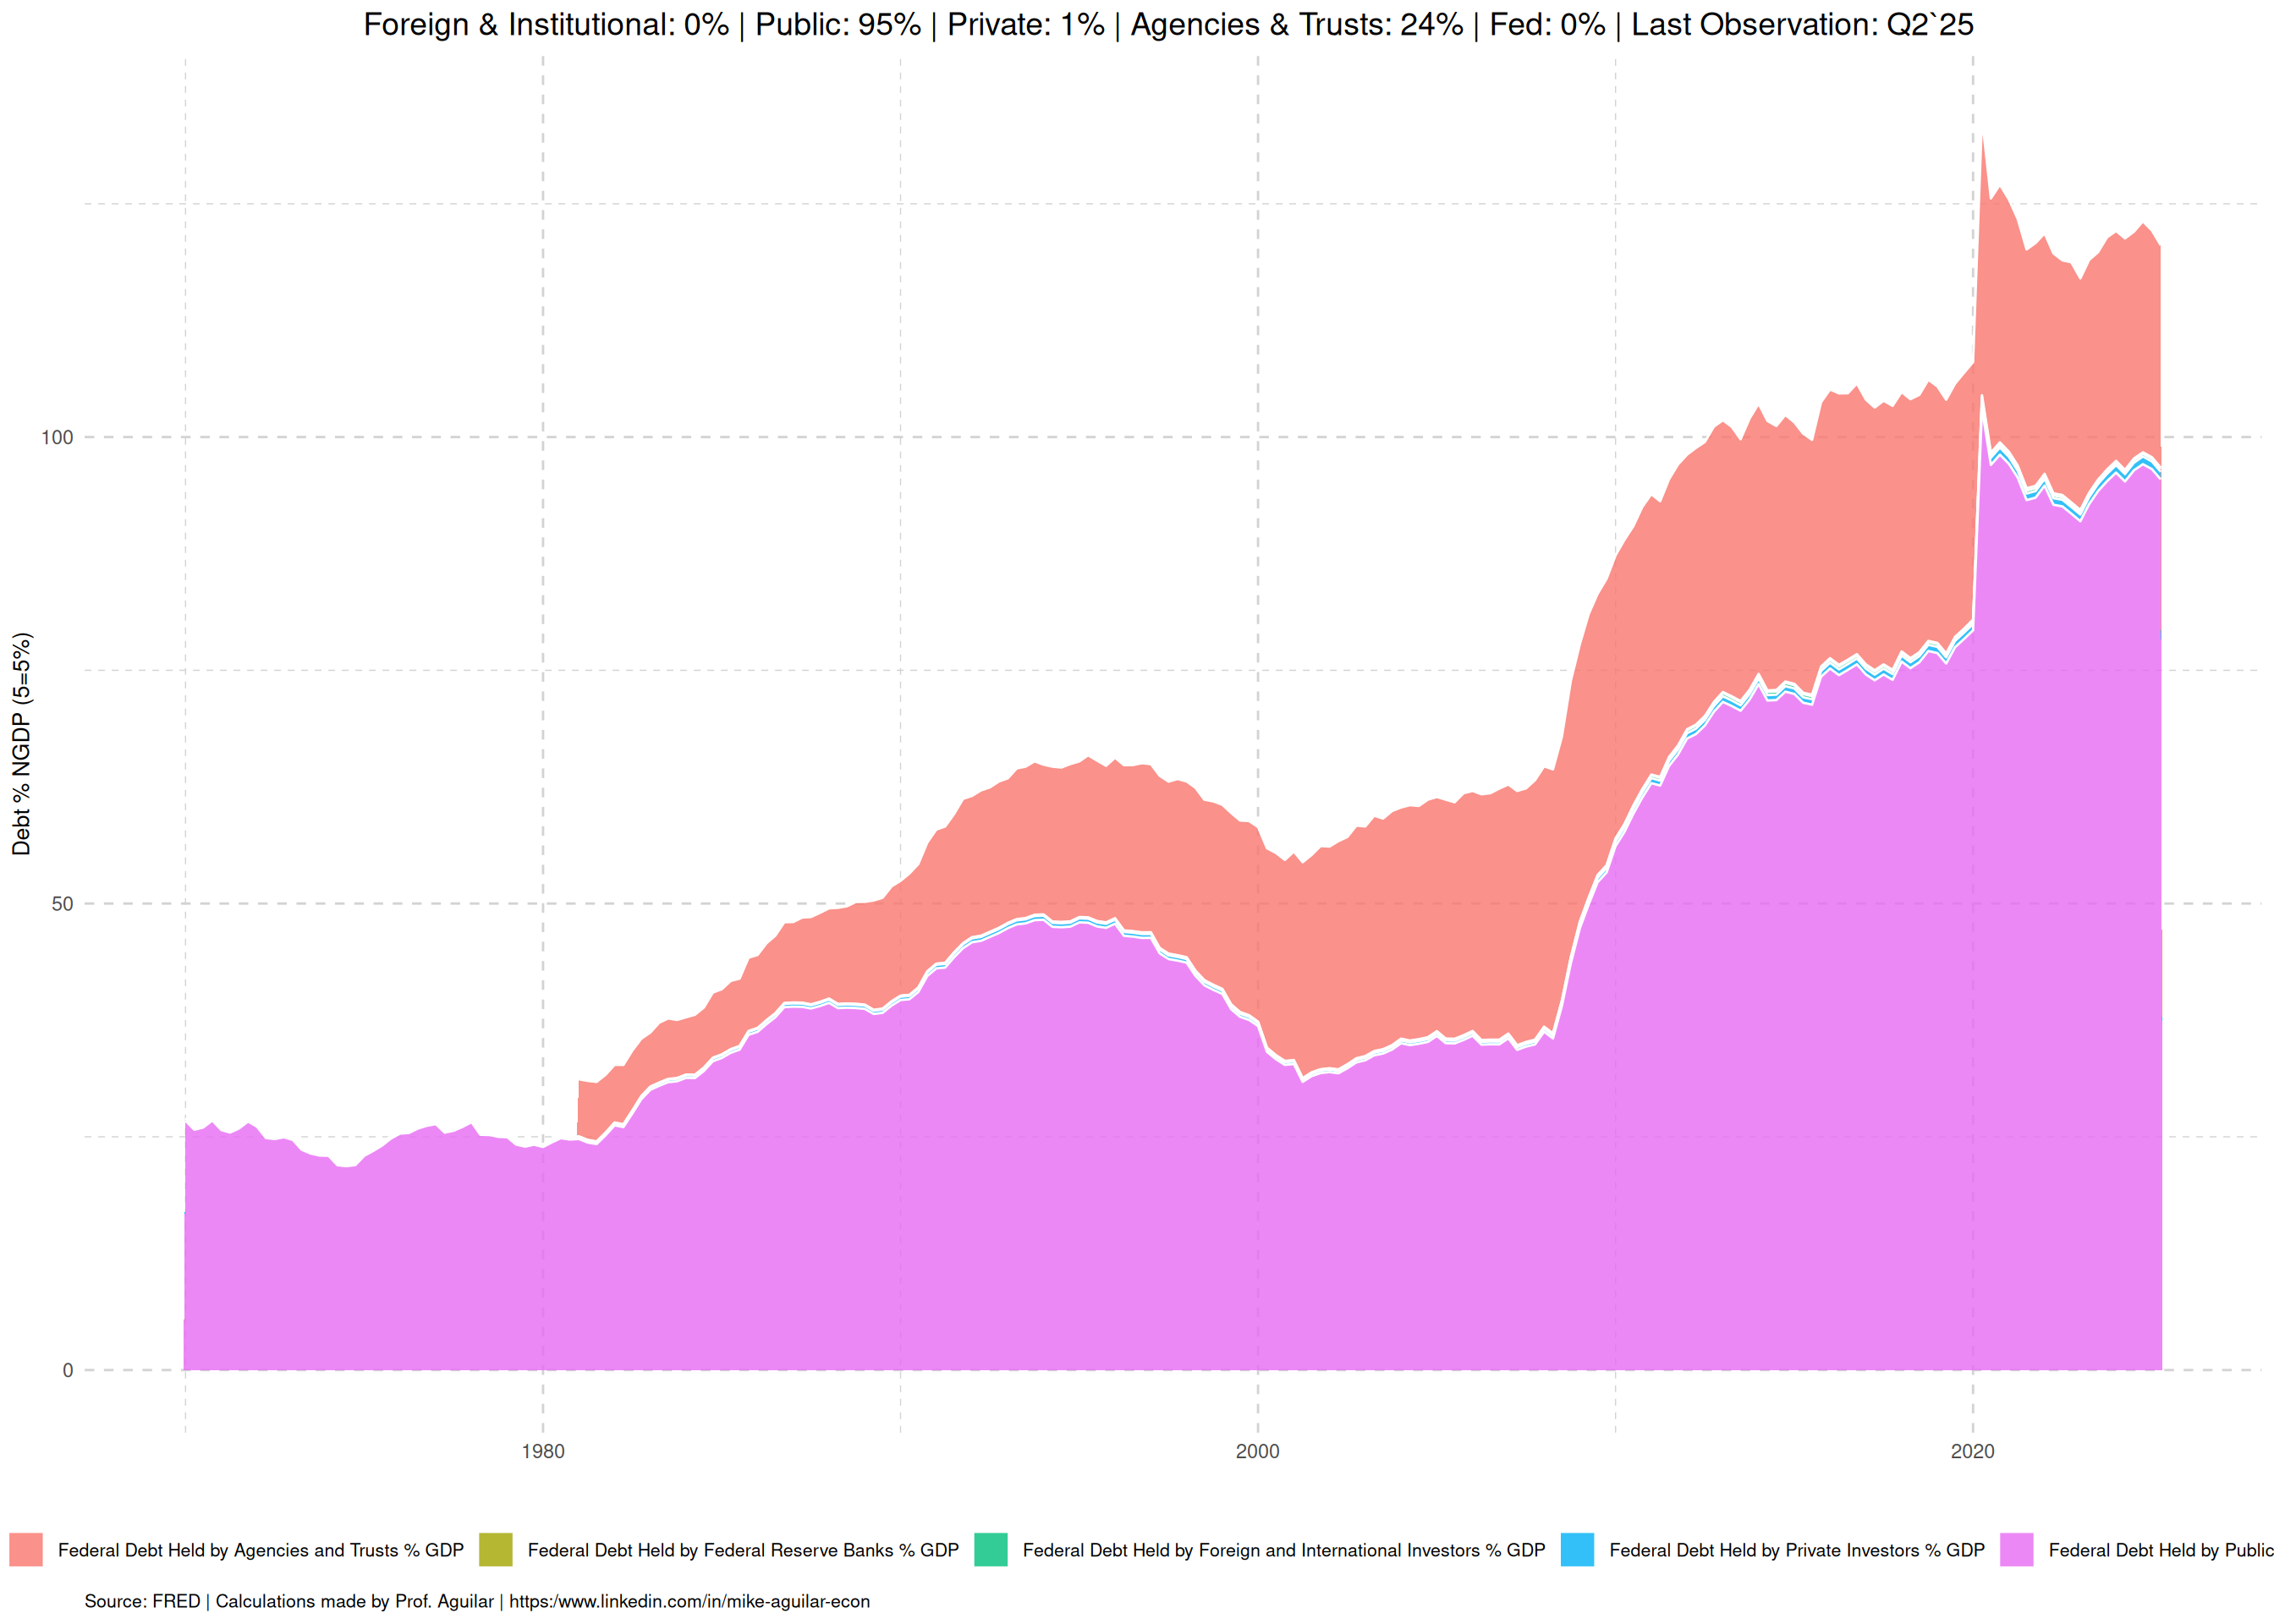 Foreign & Institutional: 0% | Public: 95% | Private: 1% | Agencies & Trusts: 24% | Fed: 0% | Last Observation: Q2`25
Debt % NGDP (5=5%)
100
50
0
1980
2000
2020
Federal Debt Held by Agencies and Trusts % GDP
Federal Debt Held by Federal Reserve Banks % GDP
Federal Debt Held by Foreign and International Investors % GDP
Federal Debt Held by Private Investors % GDP
Federal Debt Held by Public
Source: FRED | Calculations made by Prof. Aguilar | https:/www.linkedin.com/in/mike-aguilar-econ